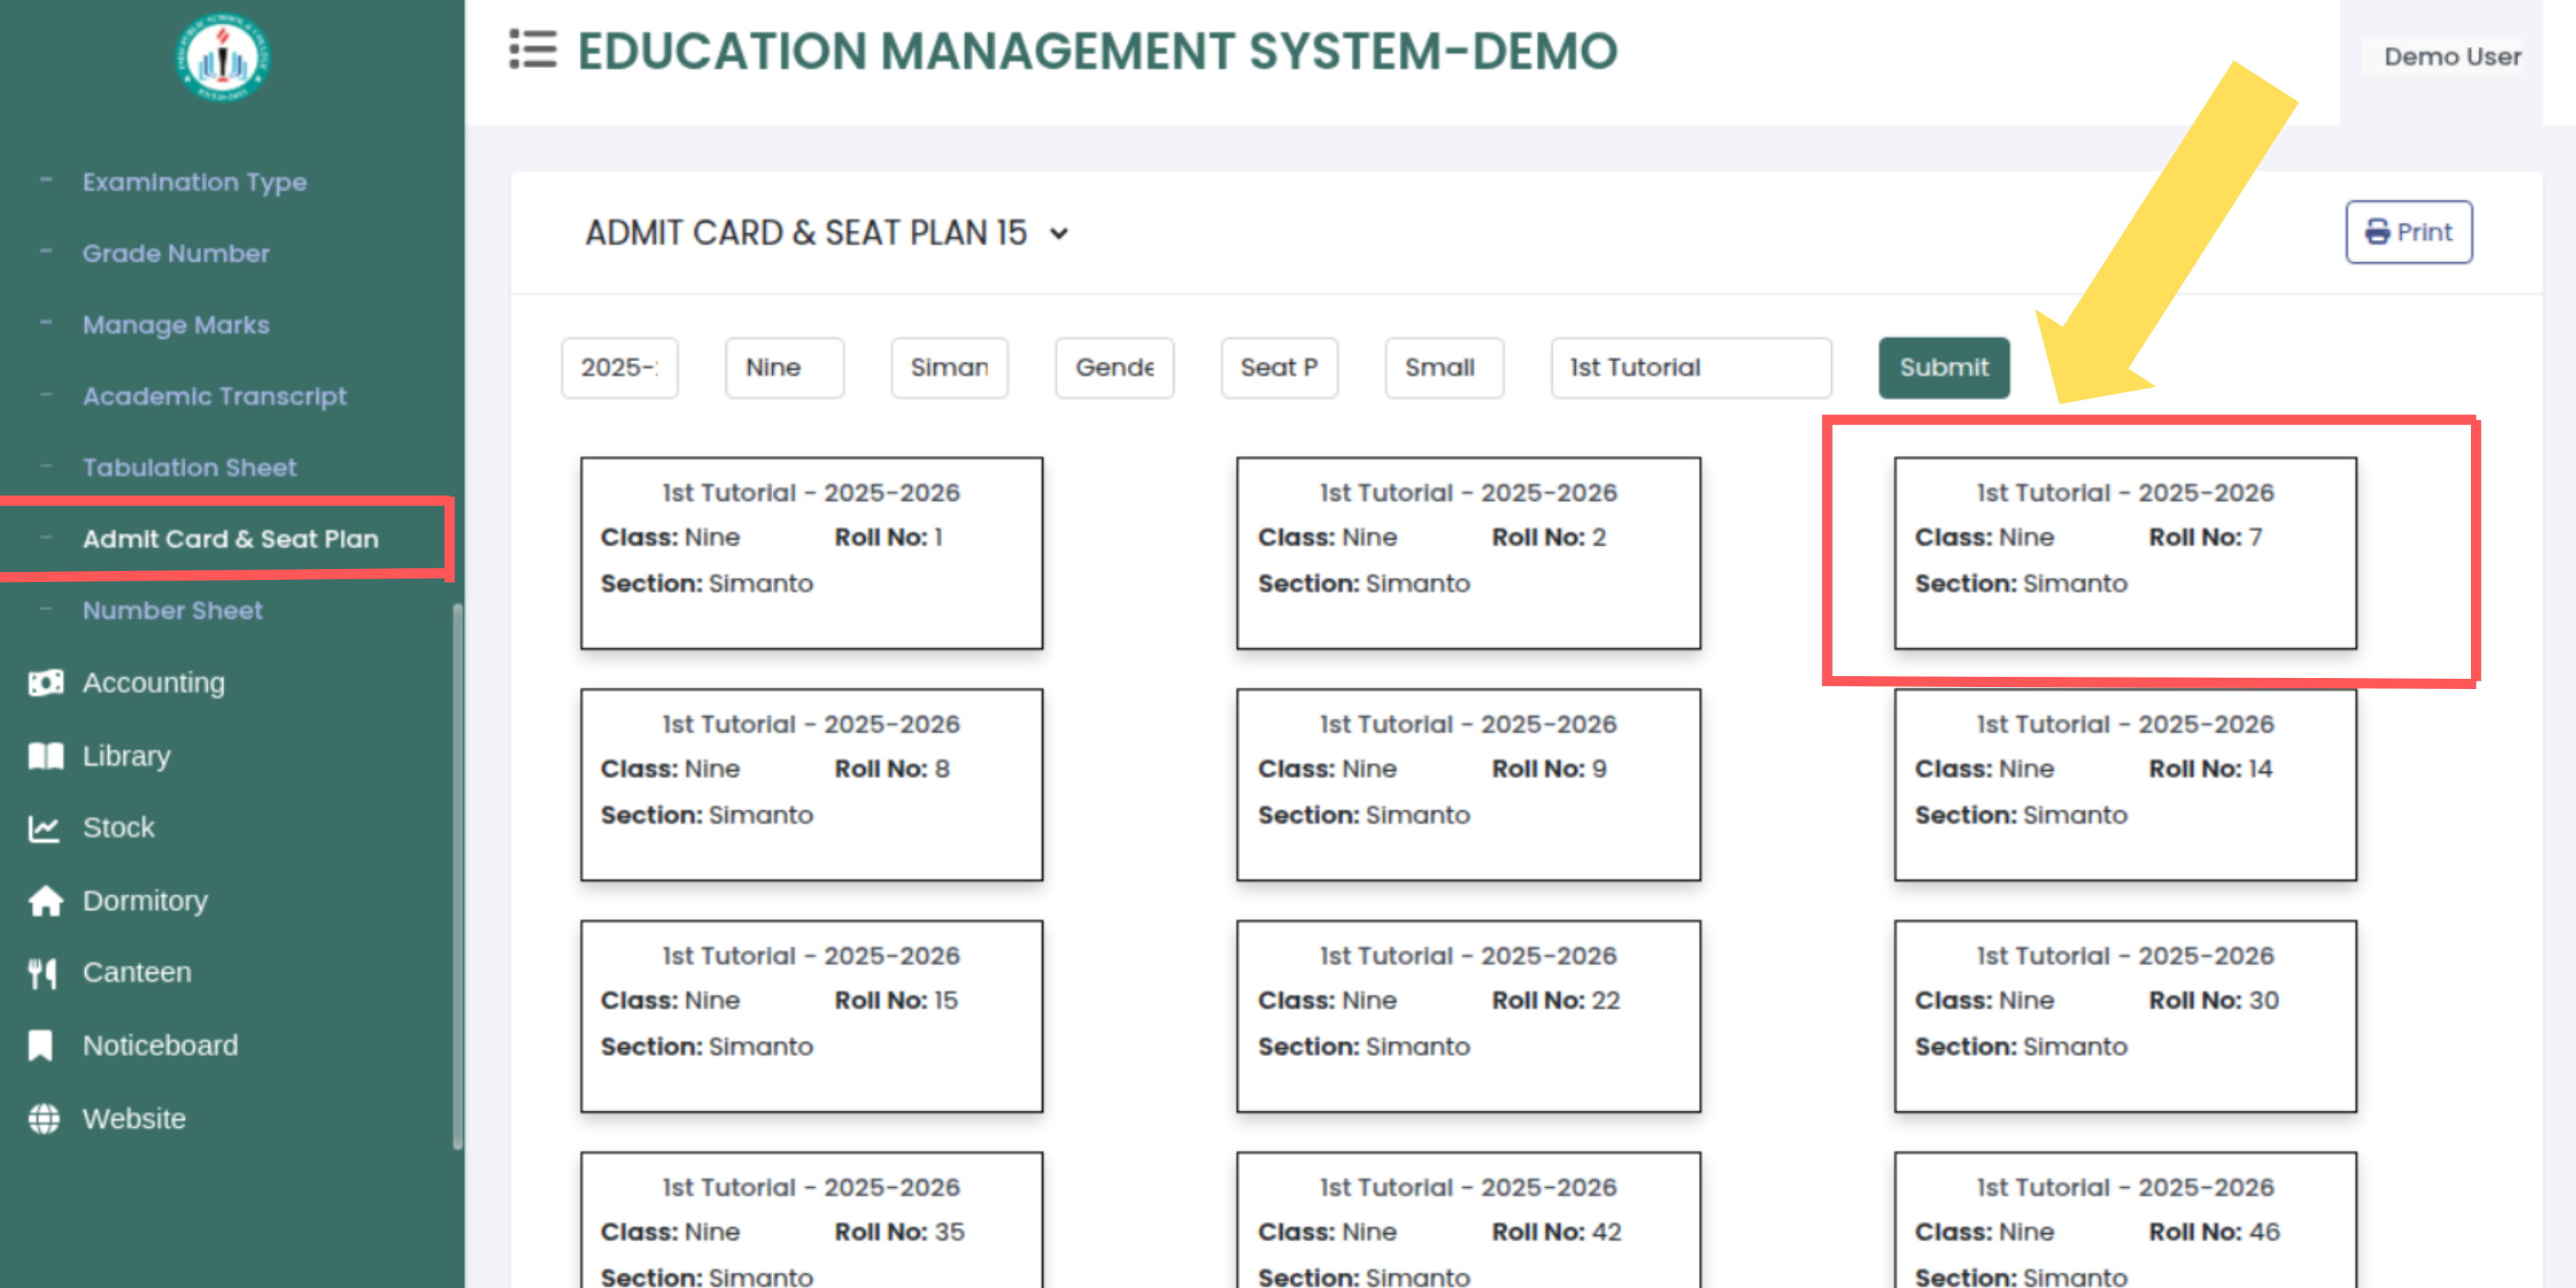 EDUCATION MANAGEMENT SYSTEM-DEMO
Demo User
Examination Type
Grade Number
Manage Marks
Academic Transcript
Tabulation Sheet
Admit Card & Seat Plan
Number Sheet
Accounting
Library
Stock
Dormitory
Canteen
Noticeboard
Website
ADMIT CARD & SEAT PLAN 15
Print
2025-
Nine
Siman
Gende
Seat P
Small
1st Tutorial
Submit
1st Tutorial - 2025-2026
Class: Nine Roll No: 1
Section: Simanto
1st Tutorial - 2025-2026
Class: Nine Roll No: 2
Section: Simanto
1st Tutorial - 2025-2026
Class: Nine Roll No: 7
Section: Simanto
1st Tutorial - 2025-2026
Class: Nine Roll No: 8
Section: Simanto
1st Tutorial - 2025-2026
Class: Nine Roll No: 9
Section: Simanto
1st Tutorial - 2025-2026
Class: Nine Roll No: 14
Section: Simanto
1st Tutorial - 2025-2026
Class: Nine Roll No: 15
Section: Simanto
1st Tutorial - 2025-2026
Class: Nine Roll No: 22
Section: Simanto
1st Tutorial - 2025-2026
Class: Nine Roll No: 30
Section: Simanto
1st Tutorial - 2025-2026
Class: Nine Roll No: 35
Section: Simanto
1st Tutorial - 2025-2026
Class: Nine Roll No: 42
Section: Simanto
1st Tutorial - 2025-2026
Class: Nine Roll No: 46
Section: Simanto